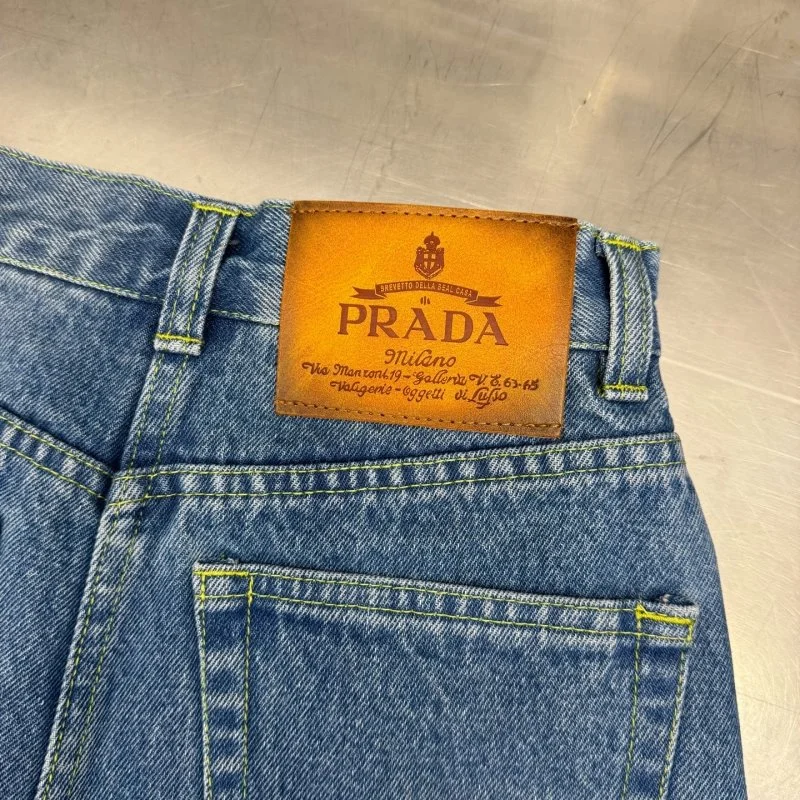 BREVETTO DELLA REAL CASA
PRADA
Milano
Via Manzoni, 19 - Galleria V. E. 63-65
Valigerie - Oggetti di Lusso